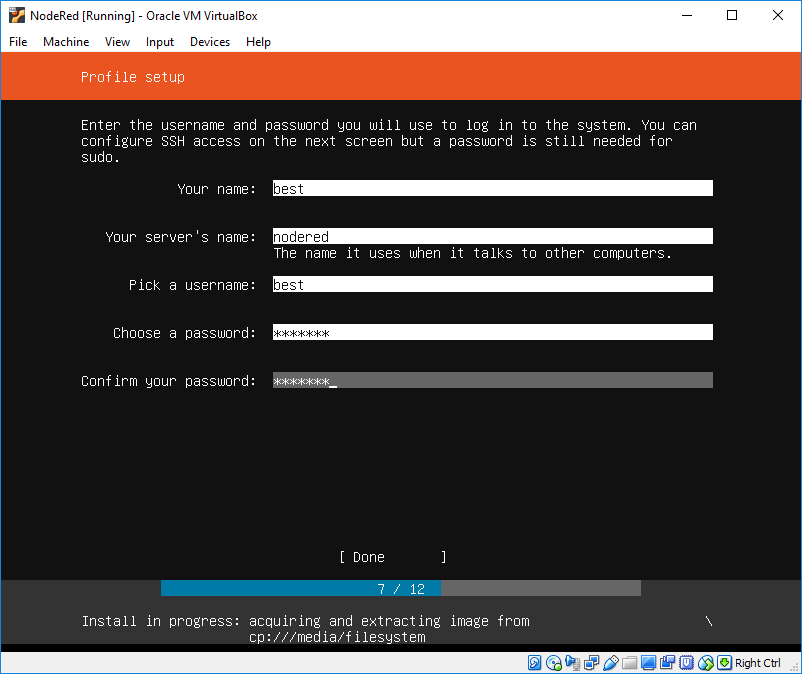 NodeRed [Running] - Oracle VM VirtualBox
File Machine View Input Devices Help
Profile setup
Enter the username and password you will use to log in to the system. You can
configure SSH access on the next screen but a password is still needed for
sudo.
Your name: best
Your server's name: nodered
The name it uses when it talks to other computers.
Pick a username: best
Choose a password: *******
Confirm your password: *******_
[ Done ]
7 / 12
Install in progress: acquiring and extracting image from \
cp:///media/filesystem
Right Ctrl